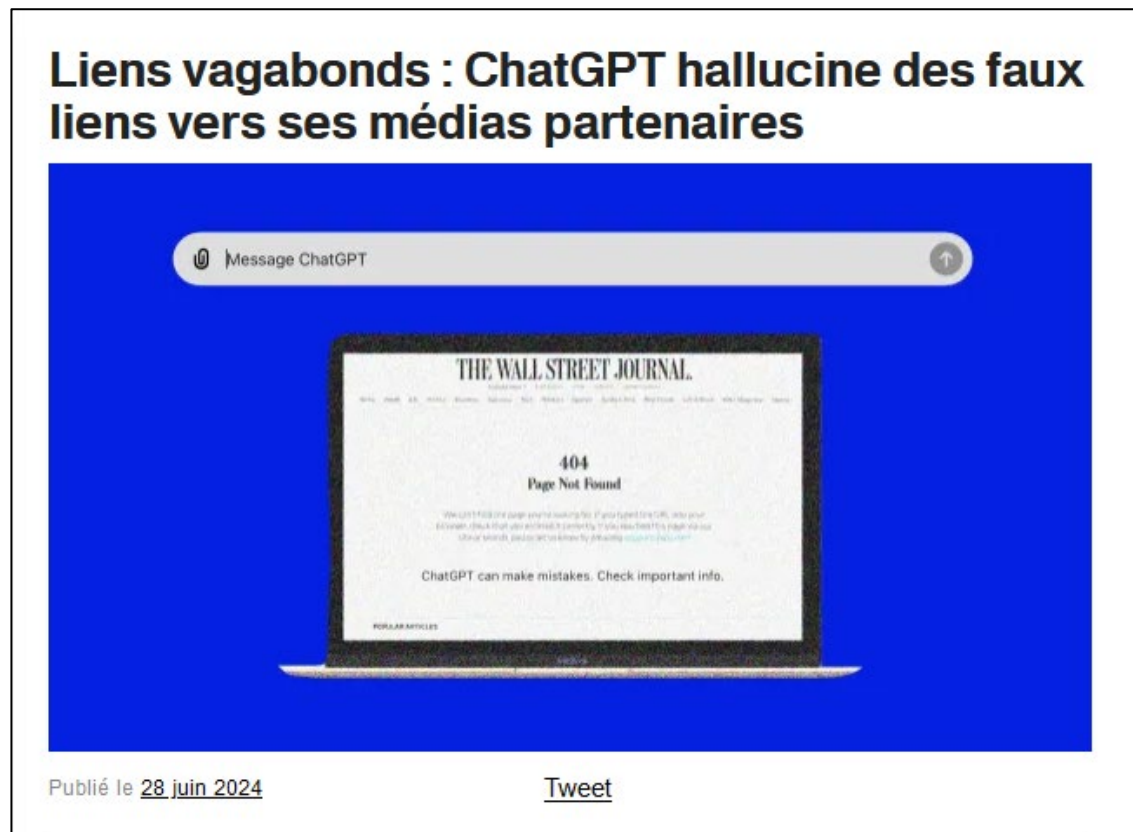 Liens vagabonds : ChatGPT hallucine des faux
liens vers ses médias partenaires
Message ChatGPT
THE WALL STREET JOURNAL.
404
Page Not Found
ChatGPT can make mistakes. Check important info.
POPULAR ARTICLES
Publié le 28 juin 2024
Tweet